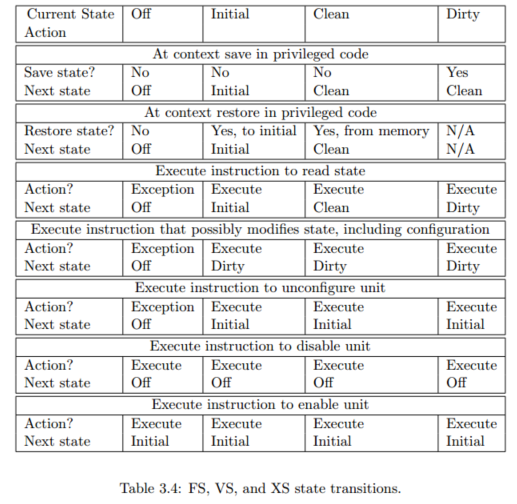 Current State Off Initial Clean Dirty
Action
At context save in privileged code
Save state? No No No Yes
Next state Off Initial Clean Clean
At context restore in privileged code
Restore state? No Yes, to initial Yes, from memory N/A
Next state Off Initial Clean N/A
Execute instruction to read state
Action? Exception Execute Execute Execute
Next state Off Initial Clean Dirty
Execute instruction that possibly modifies state, including configuration
Action? Exception Execute Execute Execute
Next state Off Dirty Dirty Dirty
Execute instruction to unconfigure unit
Action? Exception Execute Execute Execute
Next state Off Initial Initial Initial
Execute instruction to disable unit
Action? Execute Execute Execute Execute
Next state Off Off Off Off
Execute instruction to enable unit
Action? Execute Execute Execute Execute
Next state Initial Initial Initial Initial
Table 3.4: FS, VS, and XS state transitions.